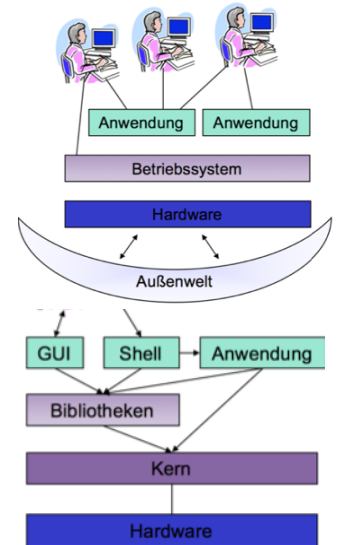 Anwendung
Anwendung
Betriebssystem
Hardware
Außenwelt
GUI
Shell
Anwendung
Bibliotheken
Kern
Hardware